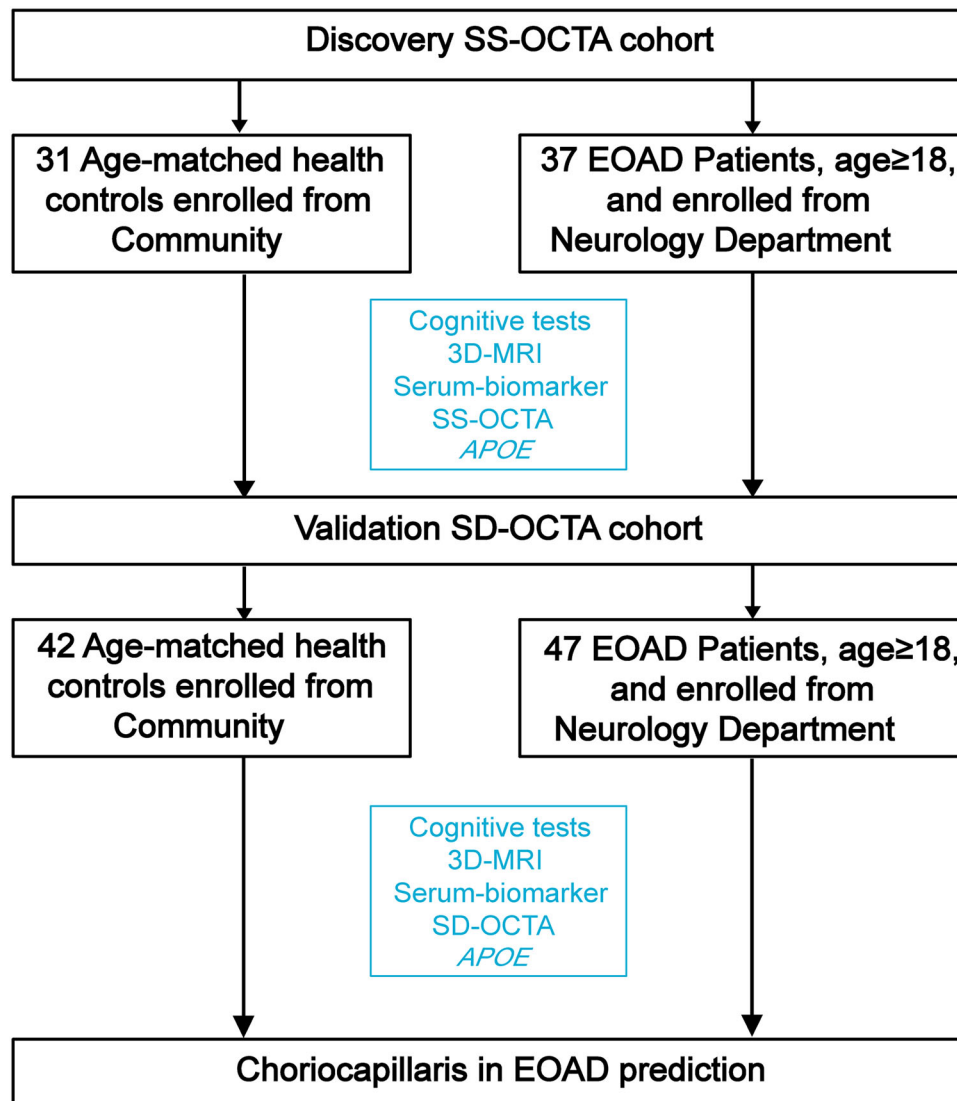 Discovery SS-OCTA cohort
31 Age-matched health
controls enrolled from
Community
37 EOAD Patients, age≥18,
and enrolled from
Neurology Department
Cognitive tests
3D-MRI
Serum-biomarker
SS-OCTA
APOE
Validation SD-OCTA cohort
42 Age-matched health
controls enrolled from
Community
47 EOAD Patients, age≥18,
and enrolled from
Neurology Department
Cognitive tests
3D-MRI
Serum-biomarker
SD-OCTA
APOE
Choriocapillaris in EOAD prediction